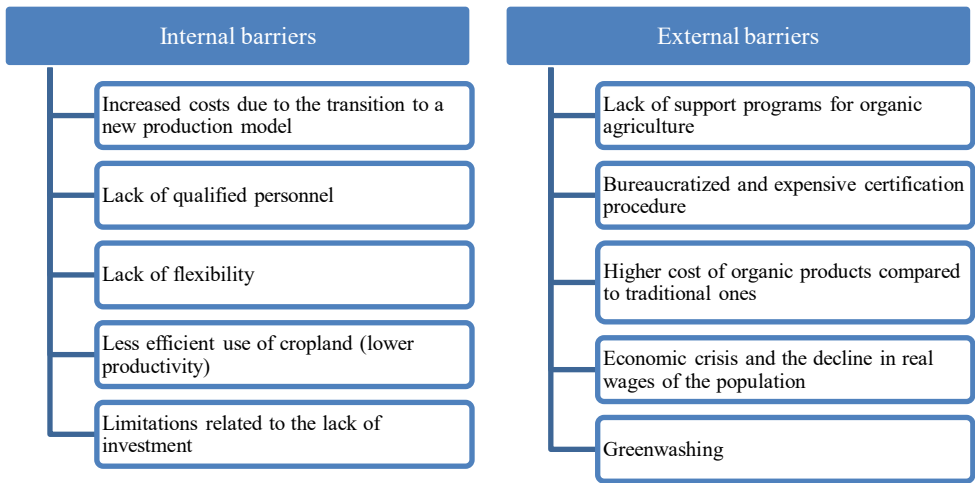 Internal barriers
Increased costs due to the transition to a
new production model
Lack of qualified personnel
Lack of flexibility
Less efficient use of cropland (lower
productivity)
Limitations related to the lack of
investment
External barriers
Lack of support programs for organic
agriculture
Bureaucratized and expensive certification
procedure
Higher cost of organic products compared
to traditional ones
Economic crisis and the decline in real
wages of the population
Greenwashing